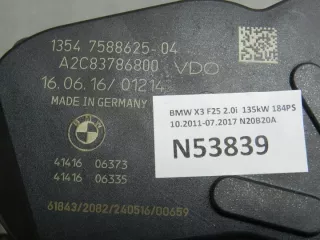 1354 7588625-04
A2C83786800 VDO
16.06.16/01214
MADE IN GERMANY
BMW
41416 06373
41416 06335
61843/2082/240516/00659
BMW X3 F25 2.0i 135kW 184PS
10.2011-07.2017 N20B20A
N53839